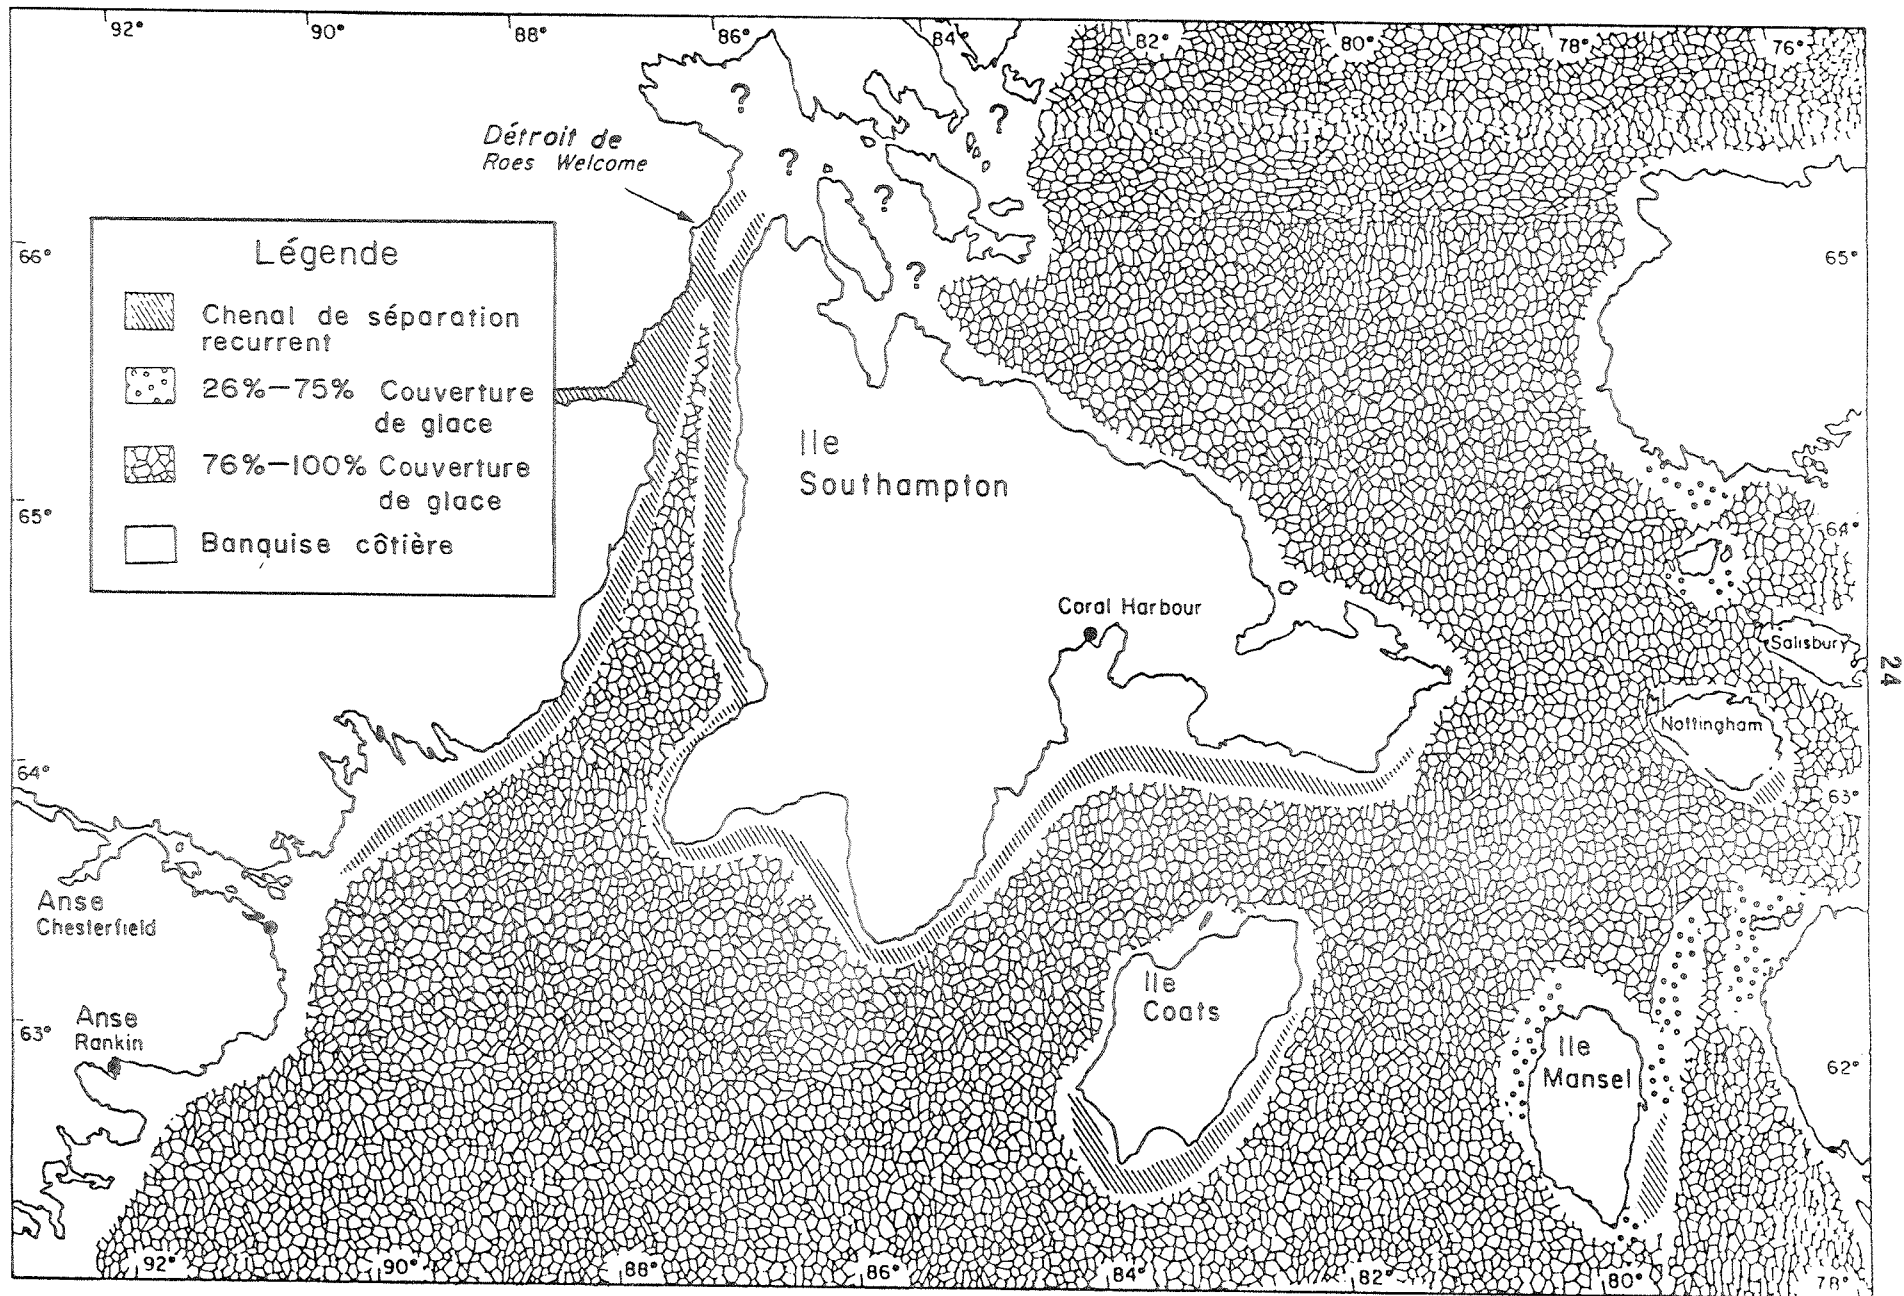 92°
90°
88°
86°
84°
82°
80°
78°
76°
?
?
?
?
?
Détroit de
Roes Welcome
66°
65°
64°
63°
65°
64°
63°
62°
Légende
Chenal de séparation
recurrent
26%-75% Couverture
de glace
76%-100% Couverture
de glace
Banquise côtière
Ile
Southampton
Coral Harbour
Salisbury
Nottingham
24
Anse
Chesterfield
Anse
Rankin
Ile
Coats
Ile
Mansel
92°
90°
88°
86°
84°
82°
80°
78°